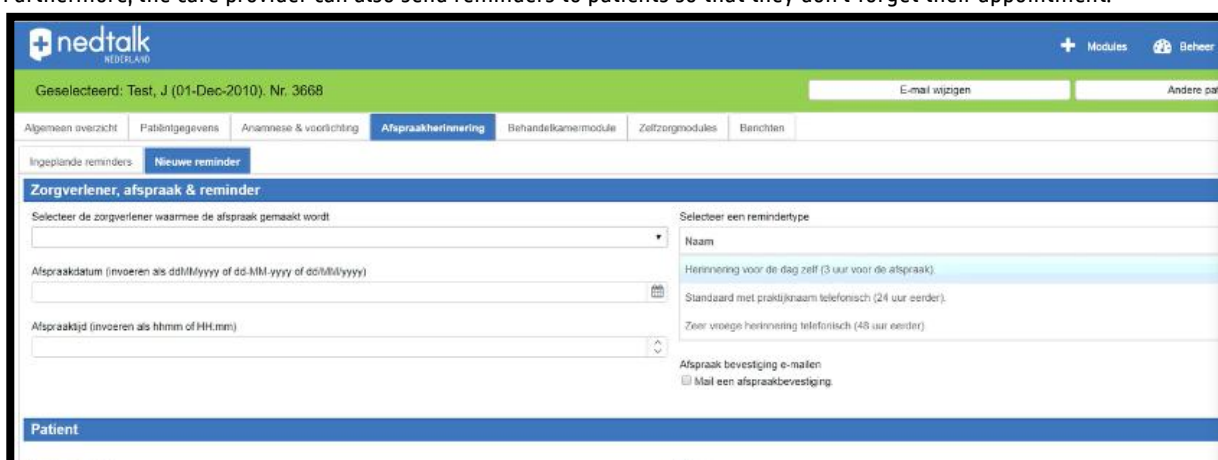 Furthermore, the care provider can also send reminders to patients so that they don't forget their appointment.
nedtalk
NEDERLAND
Modules
Beheer
Geselecteerd: Test, J (01-Dec-2010). Nr. 3668
E-mail wijzigen
Andere pat
Algemeen overzicht
Patiëntgegevens
Anamnese & voorlichting
Afspraakherinnering
Behandelkamermodule
Zelfzorgmodules
Berichten
Ingeplande reminders
Nieuwe reminder
Zorgverlener, afspraak & reminder
Selecteer de zorgverlener waarmee de afspraak gemaakt wordt
Afspraakdatum (invoeren als ddMMyyyy of dd-MM-yyyy of dd/MM/yyyy)
Afspraaktijd (invoeren als hhmm of HH:mm)
Selecteer een remindertype
Naam
Herinnering voor de dag zelf (3 uur voor de afspraak).
Standaard met praktijknaam telefonisch (24 uur eerder).
Zeer vroege herinnering telefonisch (48 uur eerder)
Afspraak bevestiging e-mailen
Mail een afspraakbevestiging.
Patient